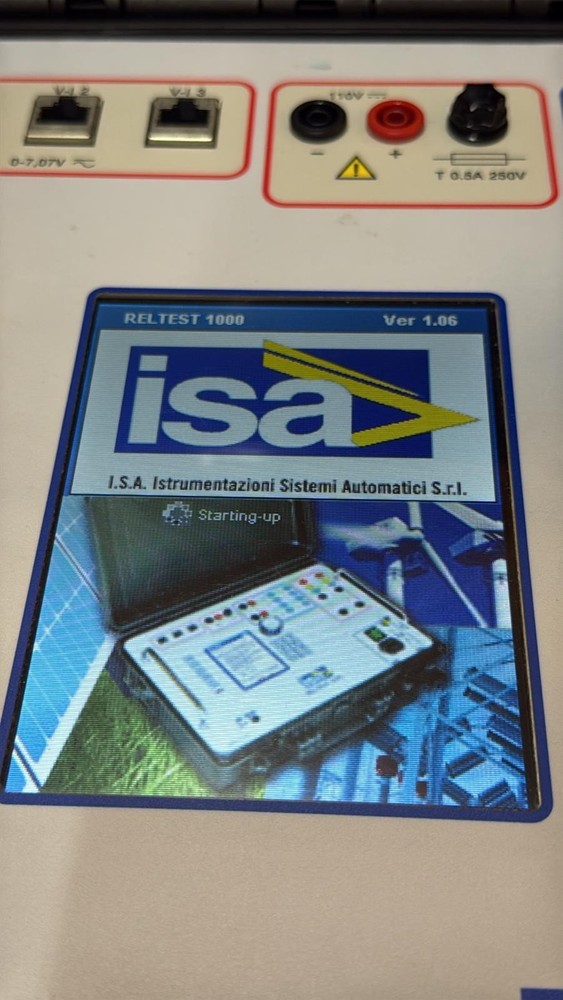 V-I.2
V-I.3
0-7,07V
110V
-
+
T 0.5A 250V
RELTEST 1000
Ver 1.06
isa
I.S.A. Istrumentazioni Sistemi Automatici S.r.l.
Starting-up